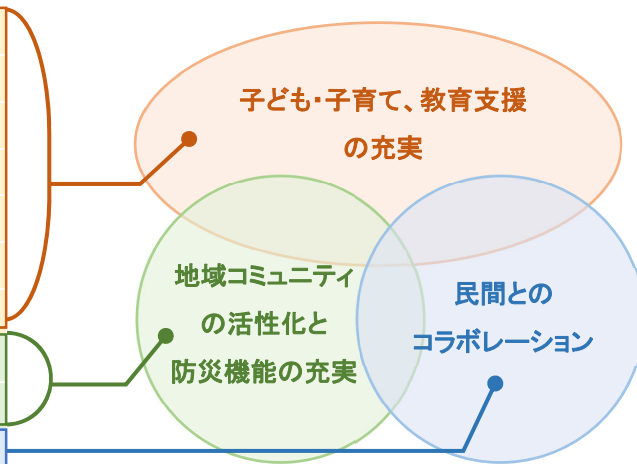 子ども・子育て、教育支援
の充実
地域コミュニティ
の活性化と
防災機能の充実
民間との
コラボレーション